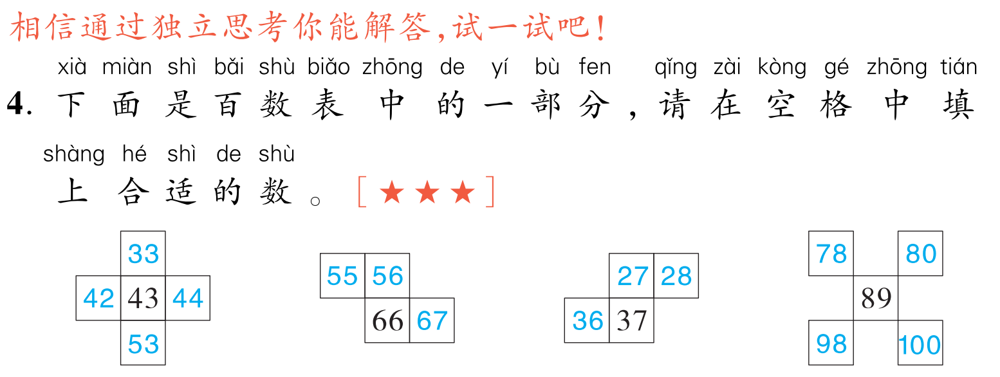 相信通过独立思考你能解答,试一试吧!
xià miàn shì bǎi shù biǎo zhōng de yí bù fen qǐng zài kòng gé zhōng tián
4. 下面是百数表中的一部分,请在空格中填
shàng hé shì de shù
上合适的数。[★★★]
33
42 43 44
53
55 56
66 67
27 28
36 37
78 80
89
98 100